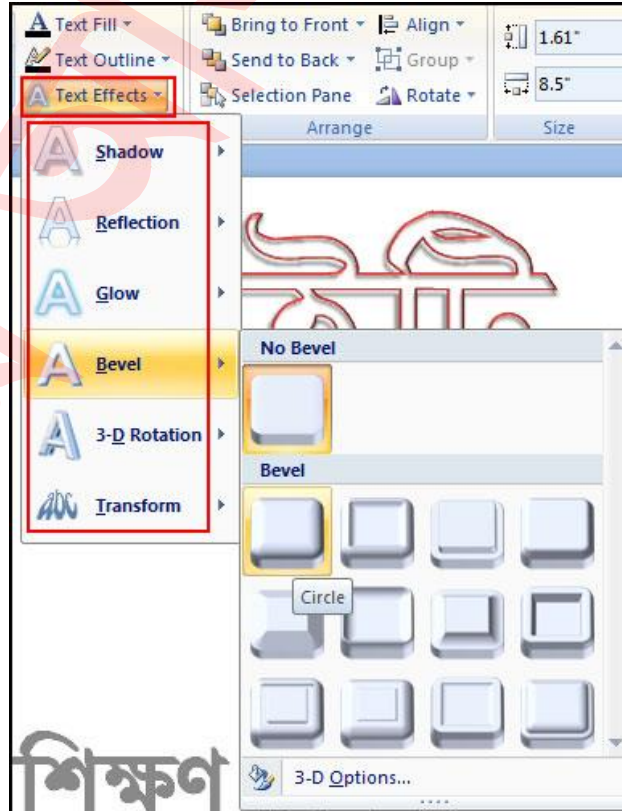 Text Fill Bring to Front Align 1.61"
Text Outline Send to Back Group
Text Effects Selection Pane Rotate 8.5"
Arrange Size
Shadow
Reflection
Glow
Bevel
3-D Rotation
Transform
No Bevel
Bevel
Circle
3-D Options...
শিক্ষণ